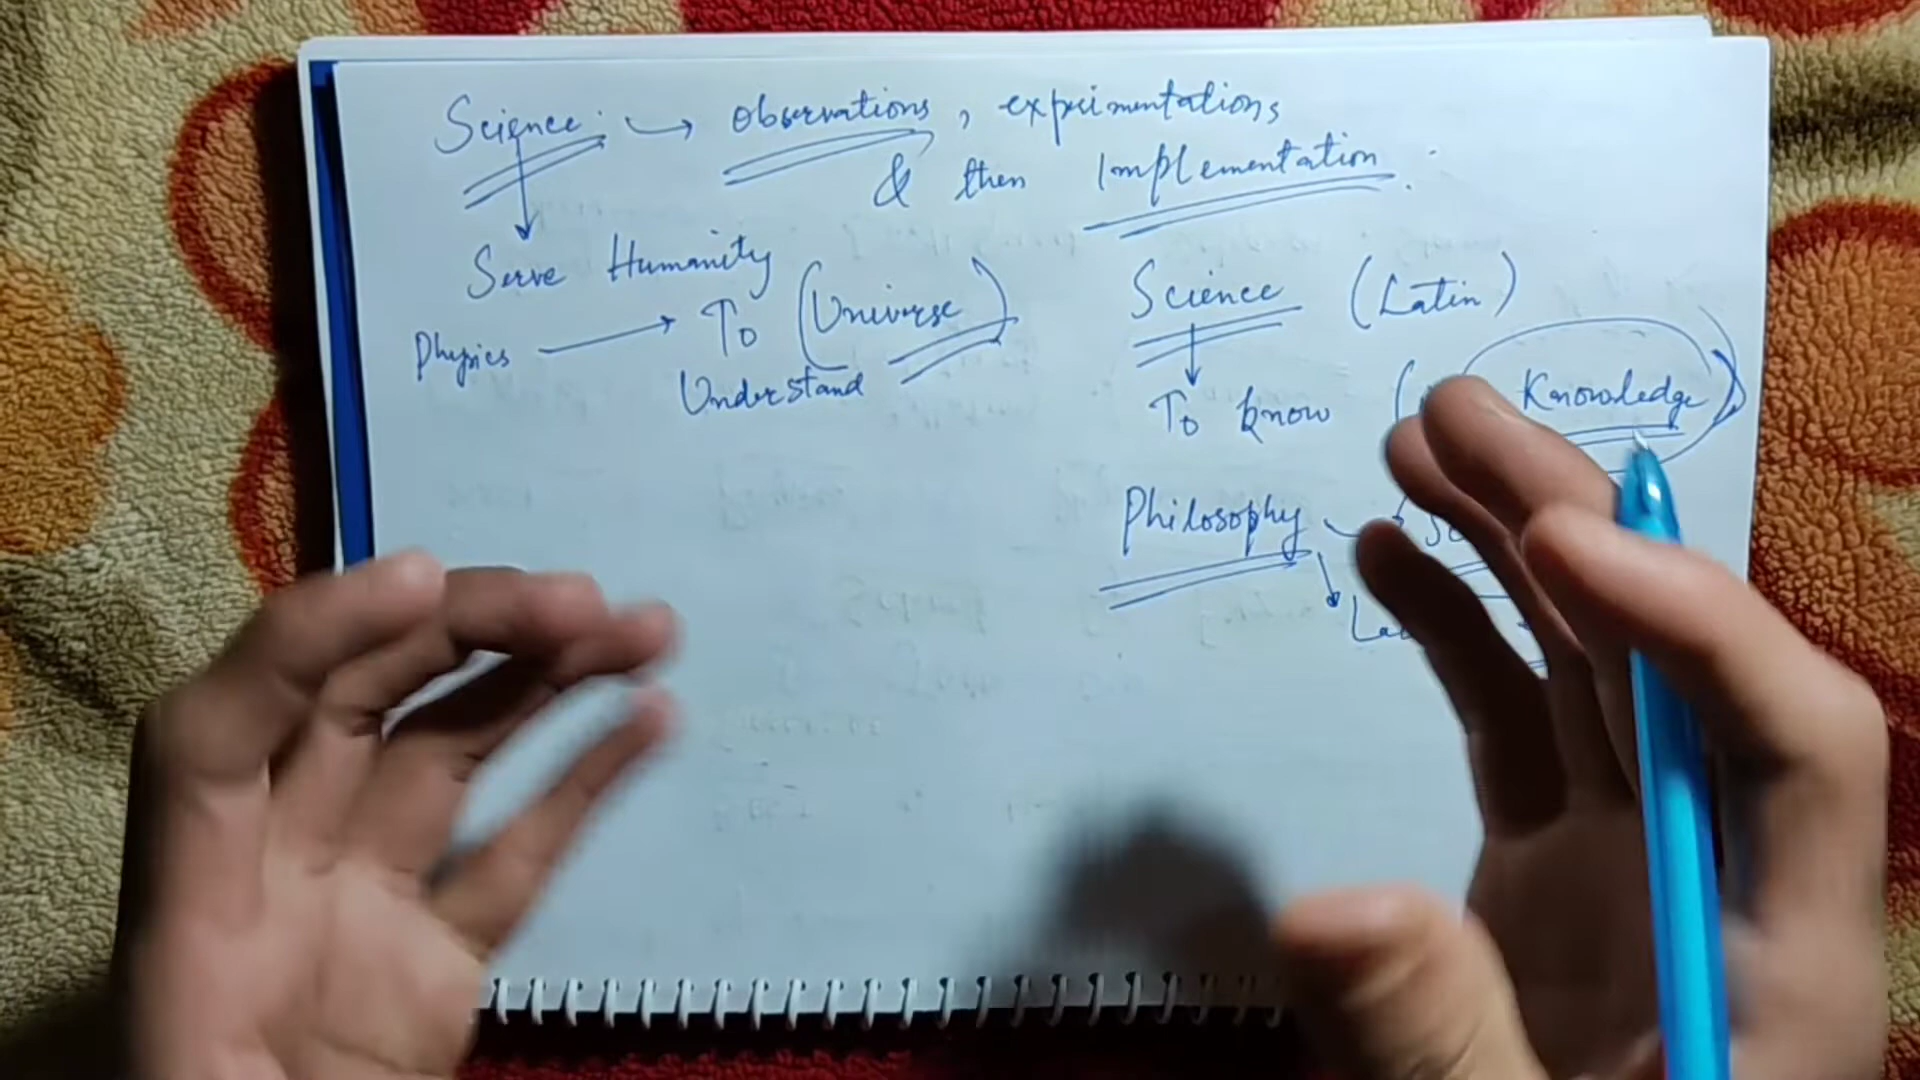 Science → observations, experimentations
& then Implementation.
Serve Humanity
Physics → To (Universe)
Understand
Science (Latin)
To know ( Knowledge)
Philosophy